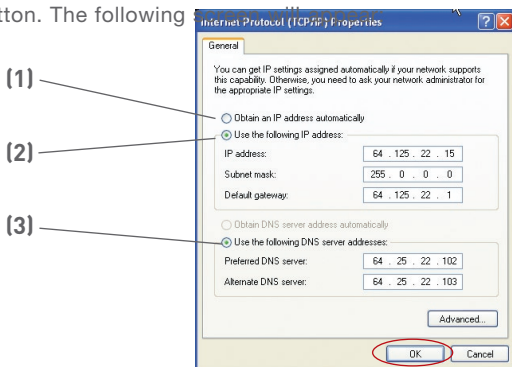 tton. The following
Internet Protocol (TCP/IP) Properties
General
You can get IP settings assigned automatically if your network supports
this capability. Otherwise, you need to ask your network administrator for
the appropriate IP settings.
(1)
Obtain an IP address automatically
(2)
Use the following IP address:
IP address: 64 . 125 . 22 . 15
Subnet mask: 255 . 0 . 0 . 0
Default gateway: 64 . 125 . 22 . 1
Obtain DNS server address automatically
(3)
Use the following DNS server addresses:
Preferred DNS server: 64 . 25 . 22 . 102
Alternate DNS server: 64 . 25 . 22 . 103
Advanced...
OK Cancel